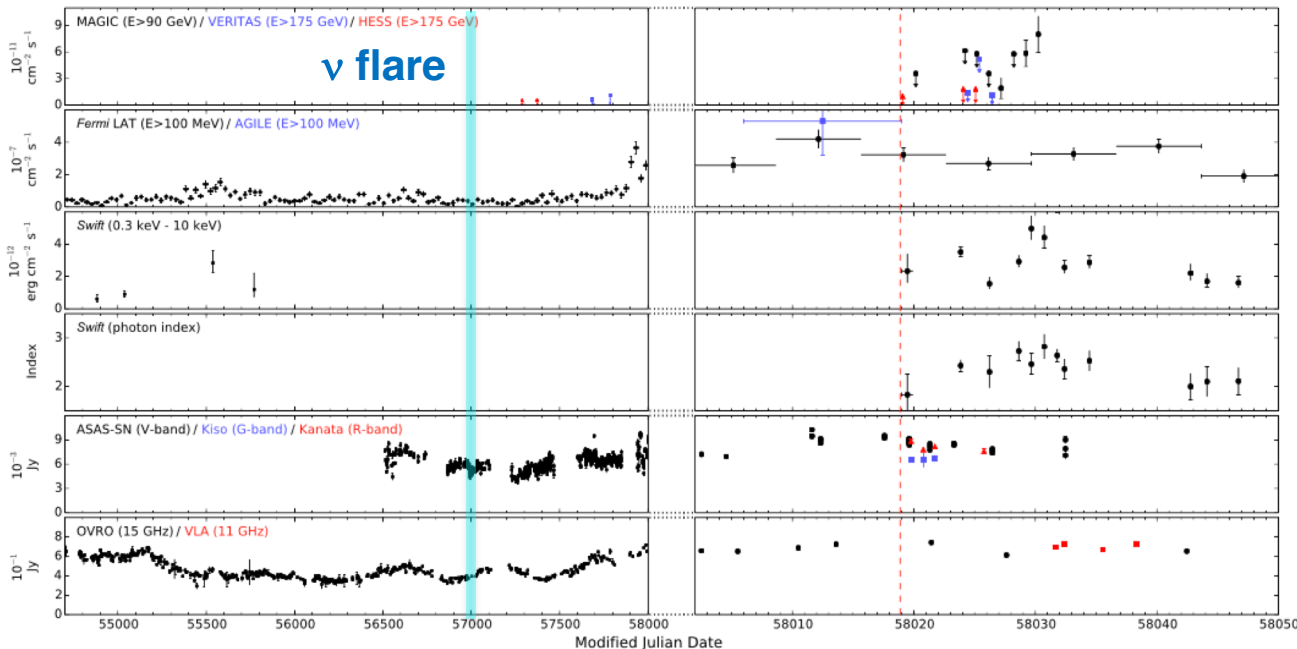 MAGIC (E>90 GeV) / VERITAS (E>175 GeV) / HESS (E>175 GeV)
ν flare
10⁻¹¹
cm⁻² s⁻¹
9
6
3
0
Fermi LAT (E>100 MeV) / AGILE (E>100 MeV)
10⁻⁷
cm⁻² s⁻¹
4
2
0
Swift (0.3 keV - 10 keV)
10⁻¹²
erg cm⁻² s⁻¹
4
2
0
Swift (photon index)
Index
3
2
ASAS-SN (V-band) / Kiso (G-band) / Kanata (R-band)
10⁻³
Jy
9
6
3
0
OVRO (15 GHz) / VLA (11 GHz)
10⁻¹
Jy
8
6
4
2
0
55000 55500 56000 56500 57000 57500 58000 58010 58020 58030 58040 58050
Modified Julian Date